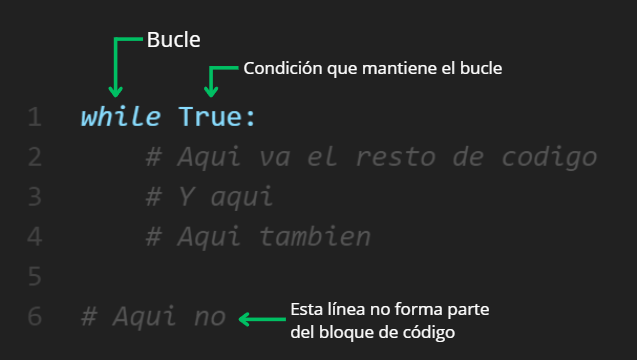 Bucle
Condición que mantiene el bucle
1 while True:
2 # Aqui va el resto de codigo
3 # Y aqui
4 # Aqui tambien
5
6 # Aqui no
Esta línea no forma parte
del bloque de código